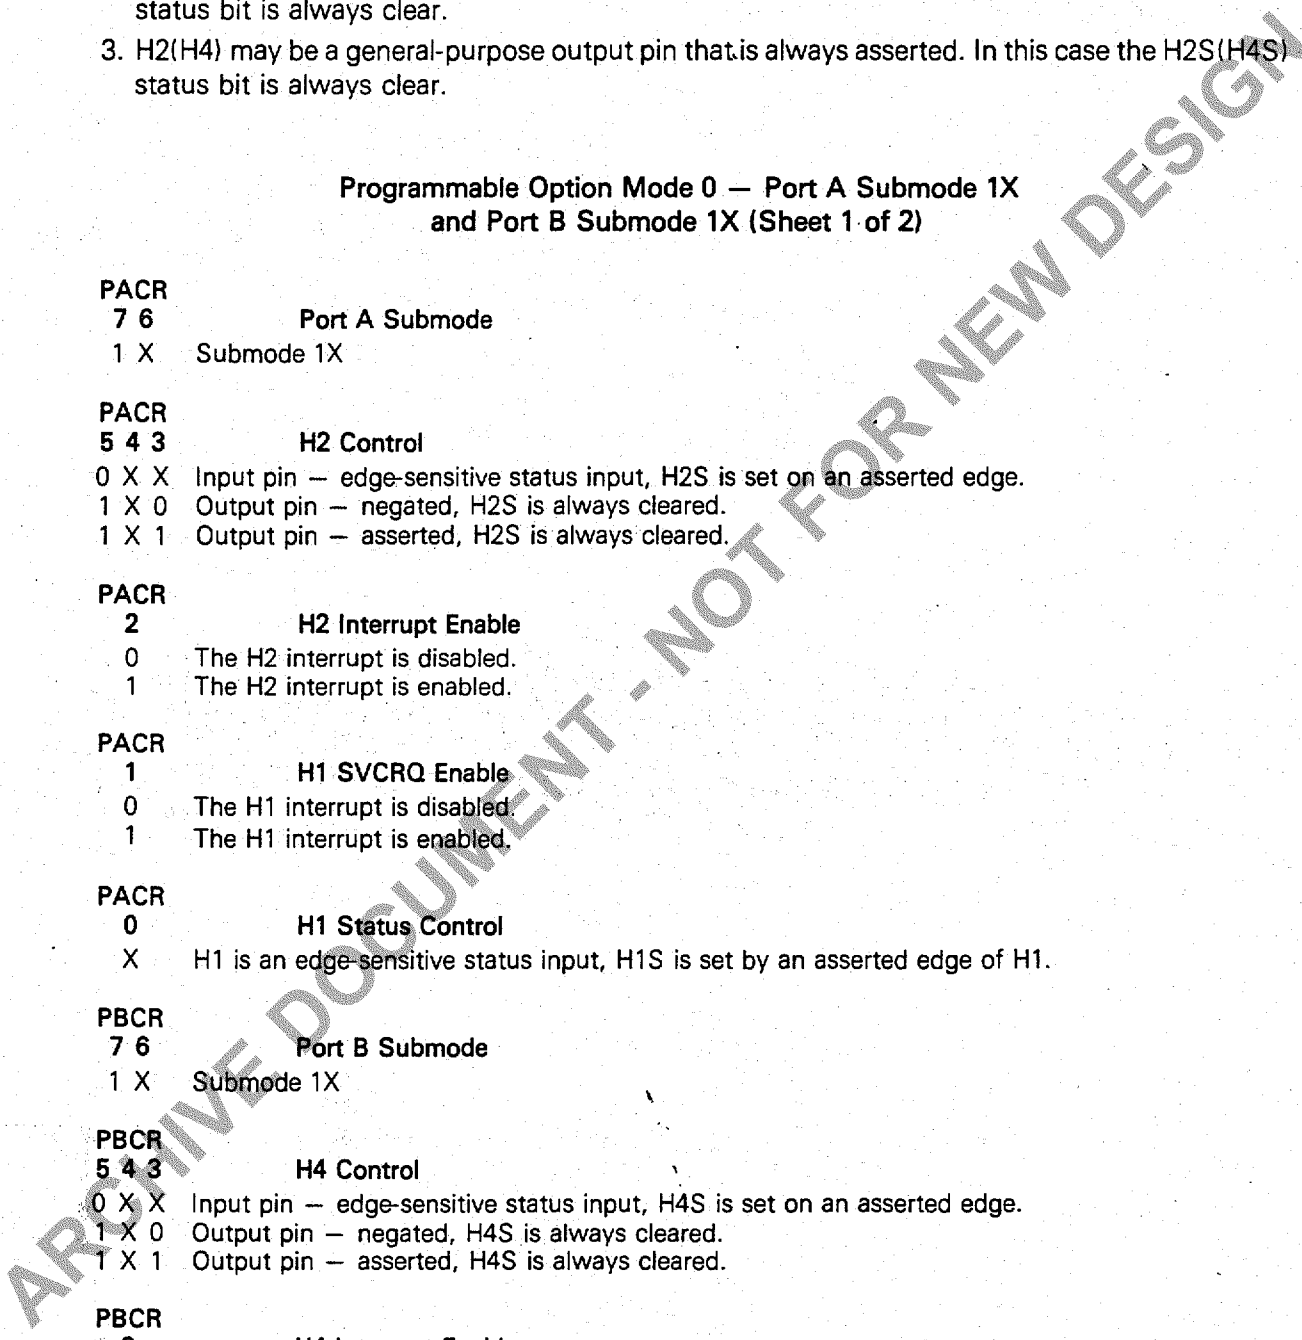 status bit is always clear.
3. H2(H4) may be a general-purpose output pin that is always asserted. In this case the H2S(H4S)
status bit is always clear.
Programmable Option Mode 0 — Port A Submode 1X
and Port B Submode 1X (Sheet 1 of 2)
PACR
7 6 Port A Submode
1 X Submode 1X
PACR
5 4 3 H2 Control
0 X X Input pin — edge-sensitive status input, H2S is set on an asserted edge.
1 X 0 Output pin — negated, H2S is always cleared.
1 X 1 Output pin — asserted, H2S is always cleared.
PACR
2 H2 Interrupt Enable
0 The H2 interrupt is disabled.
1 The H2 interrupt is enabled.
PACR
1 H1 SVCRQ Enable
0 The H1 interrupt is disabled.
1 The H1 interrupt is enabled.
PACR
0 H1 Status Control
X H1 is an edge-sensitive status input, H1S is set by an asserted edge of H1.
PBCR
7 6 Port B Submode
1 X Submode 1X
PBCR
5 4 3 H4 Control
0 X X Input pin — edge-sensitive status input, H4S is set on an asserted edge.
1 X 0 Output pin — negated, H4S is always cleared.
1 X 1 Output pin — asserted, H4S is always cleared.
PBCR
ARCHIVE DOCUMENT - NOT FOR NEW DESIGN